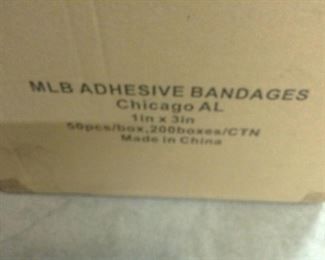 MLB ADHESIVE BANDAGES
Chicago AL
1in x 3in
50pcs/box,200boxes/CTN
Made in China